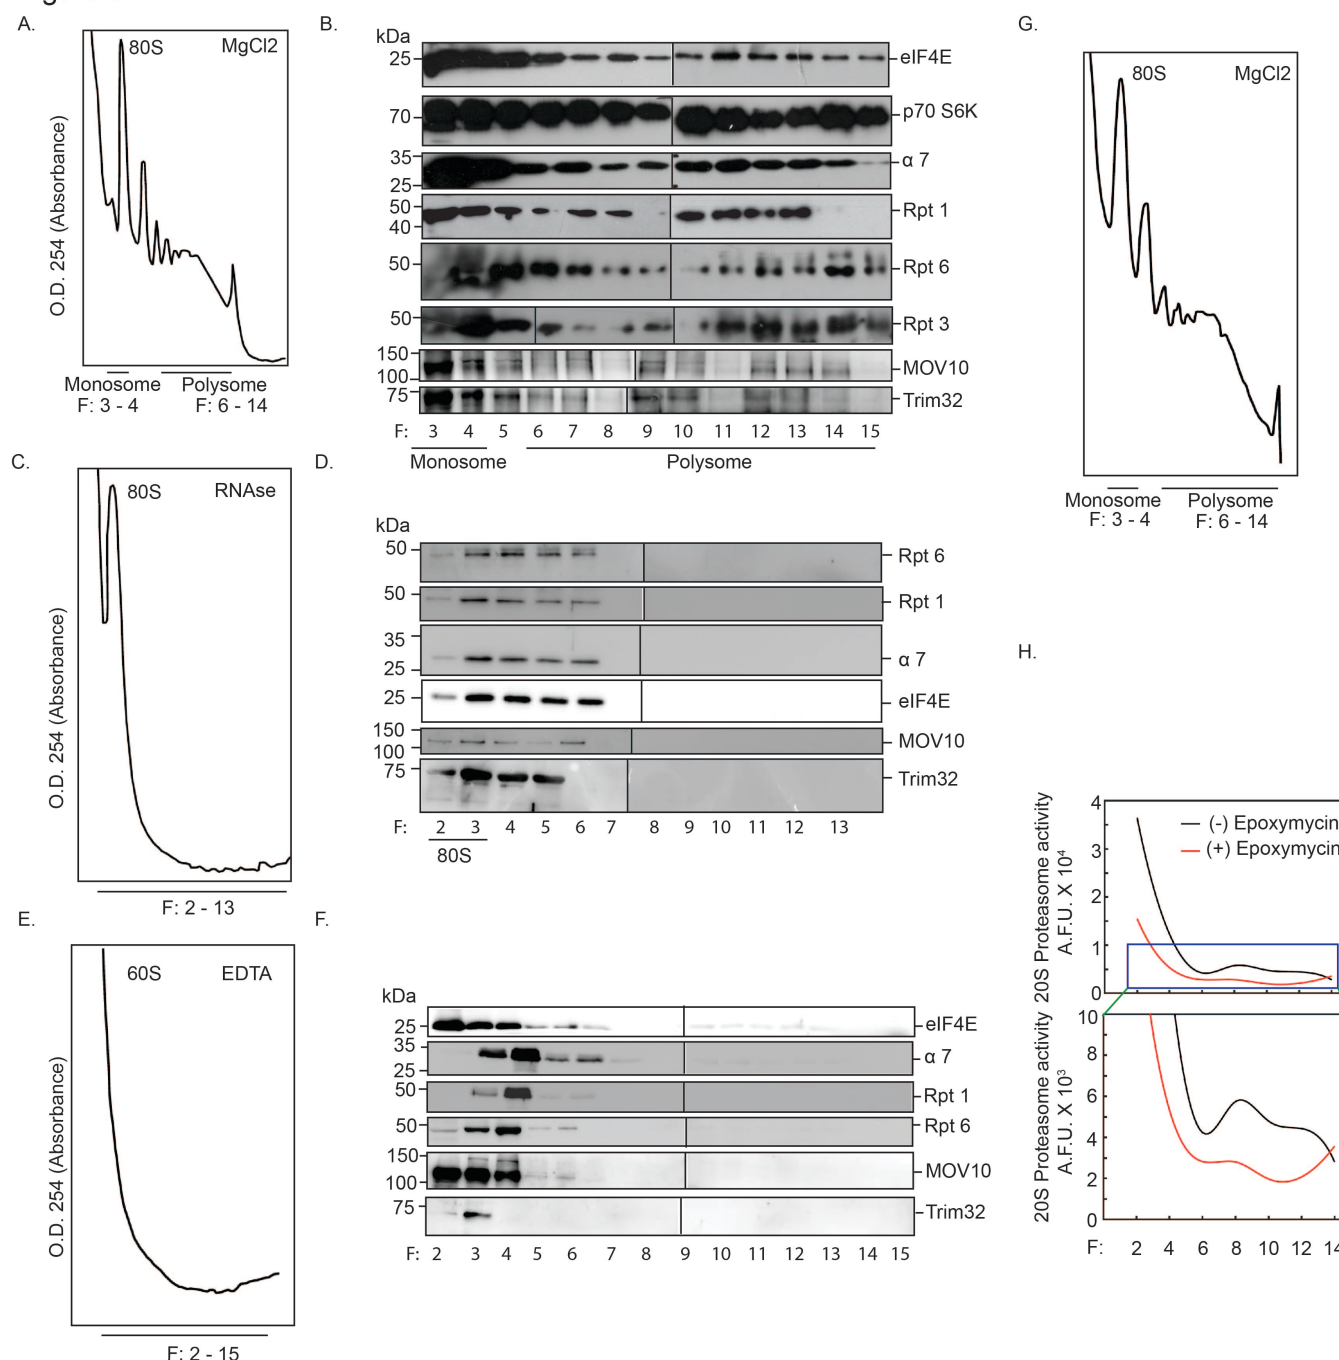 A.
80S
MgCl2
O.D. 254 (Absorbance)
Monosome
F: 3 - 4
Polysome
F: 6 - 14
B.
kDa
25
eIF4E
70
p70 S6K
35
α 7
25
50
Rpt 1
40
50
Rpt 6
50
Rpt 3
150
MOV10
100
75
Trim32
F: 3 4 5 6 7 8 9 10 11 12 13 14 15
Monosome
Polysome
C.
80S
RNAse
O.D. 254 (Absorbance)
F: 2 - 13
D.
kDa
50
Rpt 6
50
Rpt 1
35
α 7
25
25
eIF4E
150
MOV10
100
75
Trim32
F: 2 3 4 5 6 7 8 9 10 11 12 13
80S
E.
60S
EDTA
O.D. 254 (Absorbance)
F: 2 - 15
F.
kDa
25
eIF4E
35
α 7
25
50
Rpt 1
50
Rpt 6
150
MOV10
100
75
Trim32
F: 2 3 4 5 6 7 8 9 10 11 12 13 14 15
G.
80S
MgCl2
Monosome
F: 3 - 4
Polysome
F: 6 - 14
H.
20S Proteasome activity
A.F.U. X 10⁴
4
3
2
1
0
(-) Epoxymycin
(+) Epoxymycin
20S Proteasome activity
A.F.U. X 10³
10
8
6
4
2
0
F: 2 4 6 8 10 12 14